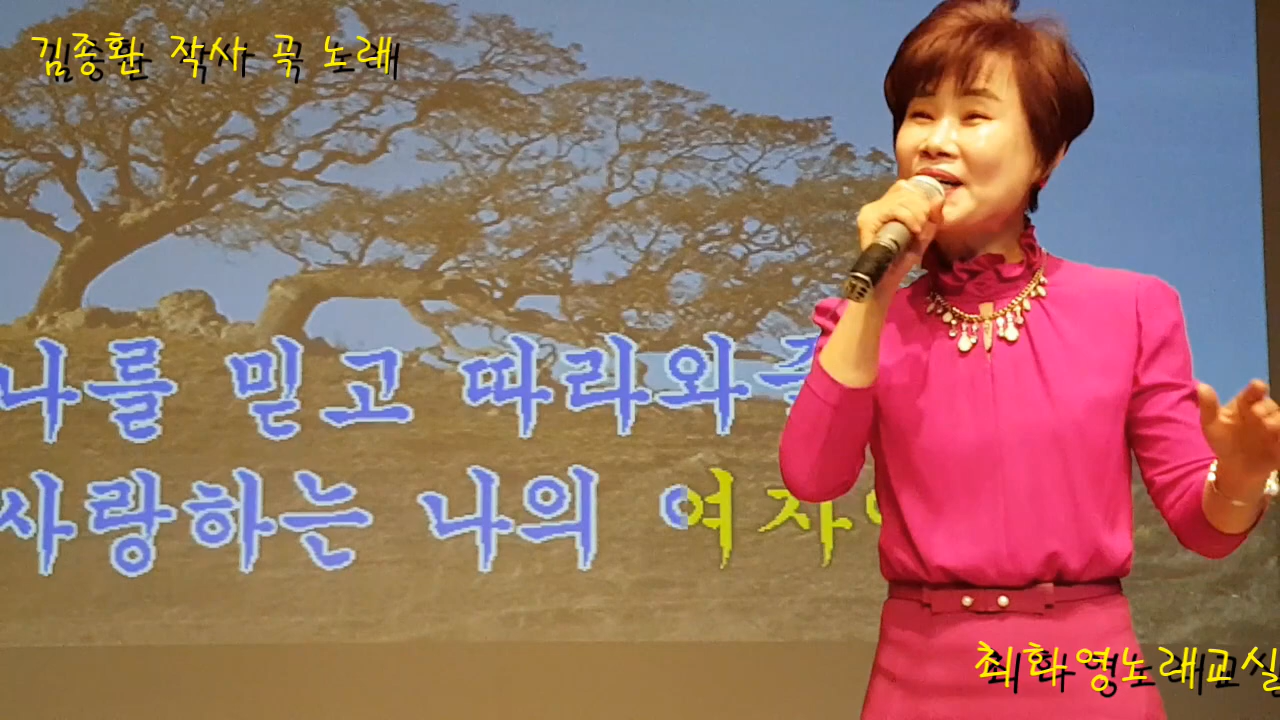 김종환 작사 곡 노래
나를 믿고 따라와
사랑하는 나의 여자
최화영노래교실